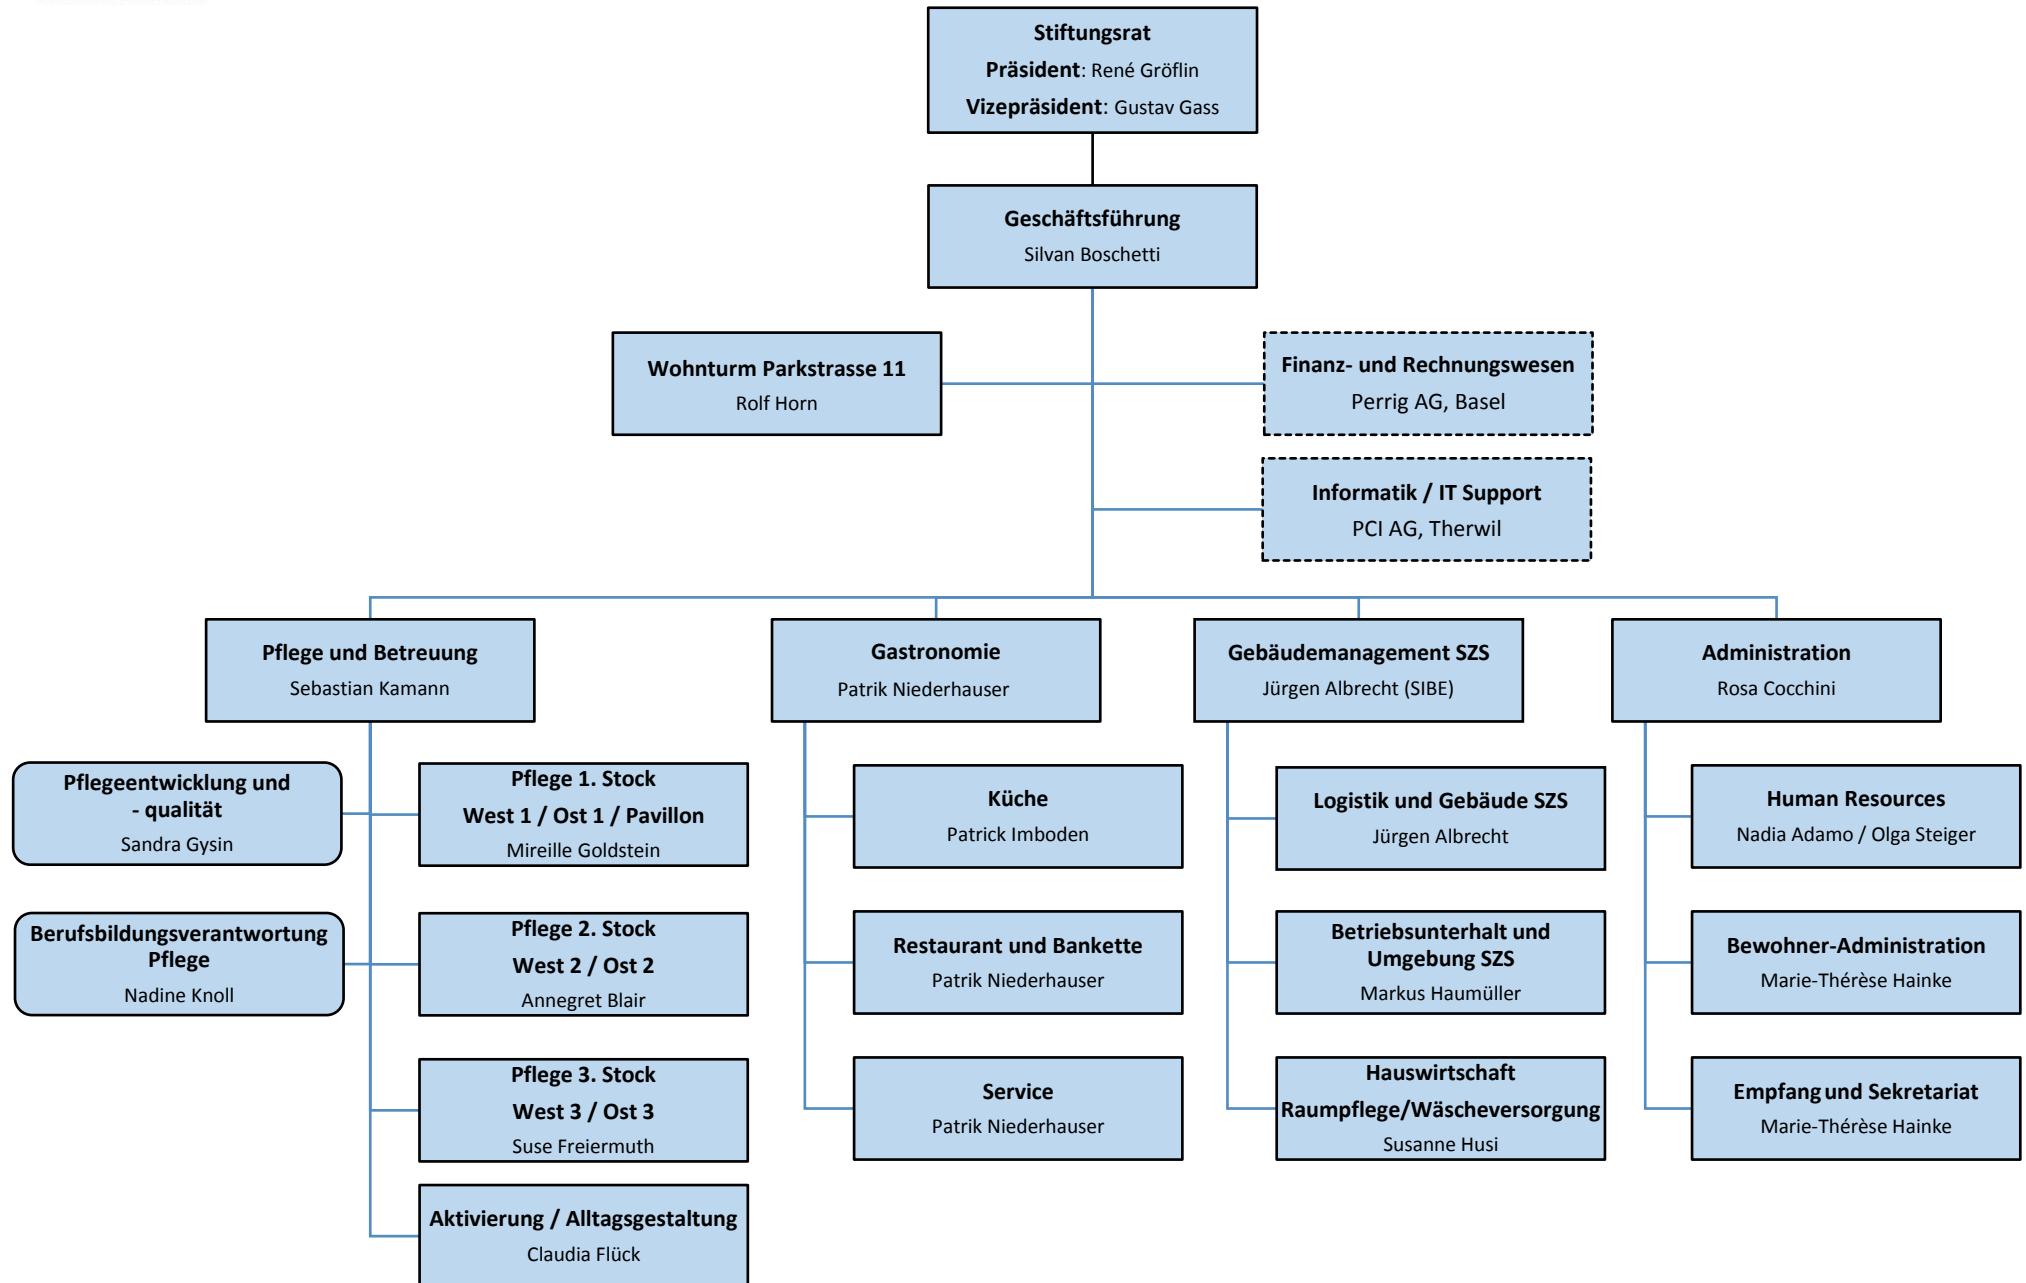 Stiftungsrat
Präsident: René Gröflin
Vizepräsident: Gustav Gass
Geschäftsführung
Silvan Boschetti
Wohnturm Parkstrasse 11
Rolf Horn
Finanz- und Rechnungswesen
Perrig AG, Basel
Informatik / IT Support
PCI AG, Therwil
Pflege und Betreuung
Sebastian Kamann
Gastronomie
Patrik Niederhauser
Gebäudemanagement SZS
Jürgen Albrecht (SIBE)
Administration
Rosa Cocchini
Pflegeentwicklung und
- qualität
Sandra Gysin
Berufsbildungsverantwortung
Pflege
Nadine Knoll
Pflege 1. Stock
West 1 / Ost 1 / Pavillon
Mireille Goldstein
Pflege 2. Stock
West 2 / Ost 2
Annegret Blair
Pflege 3. Stock
West 3 / Ost 3
Suse Freiermuth
Aktivierung / Alltagsgestaltung
Claudia Flück
Küche
Patrick Imboden
Restaurant und Bankette
Patrik Niederhauser
Service
Patrik Niederhauser
Logistik und Gebäude SZS
Jürgen Albrecht
Betriebsunterhalt und
Umgebung SZS
Markus Haumüller
Hauswirtschaft
Raumpflege/Wäscheversorgung
Susanne Husi
Human Resources
Nadia Adamo / Olga Steiger
Bewohner-Administration
Marie-Thérèse Hainke
Empfang und Sekretariat
Marie-Thérèse Hainke